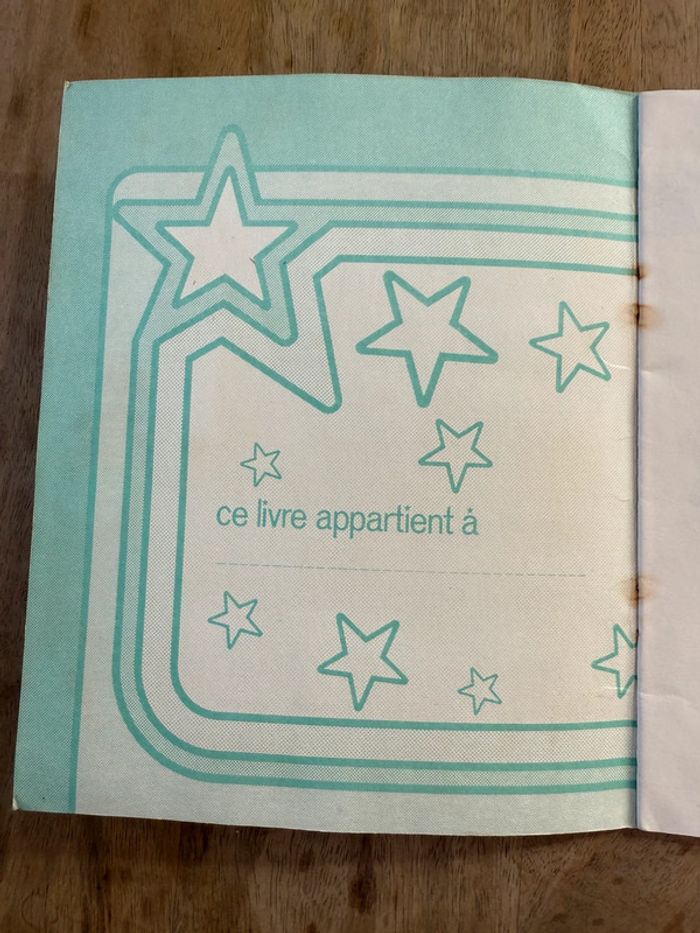 ce livre appartient à